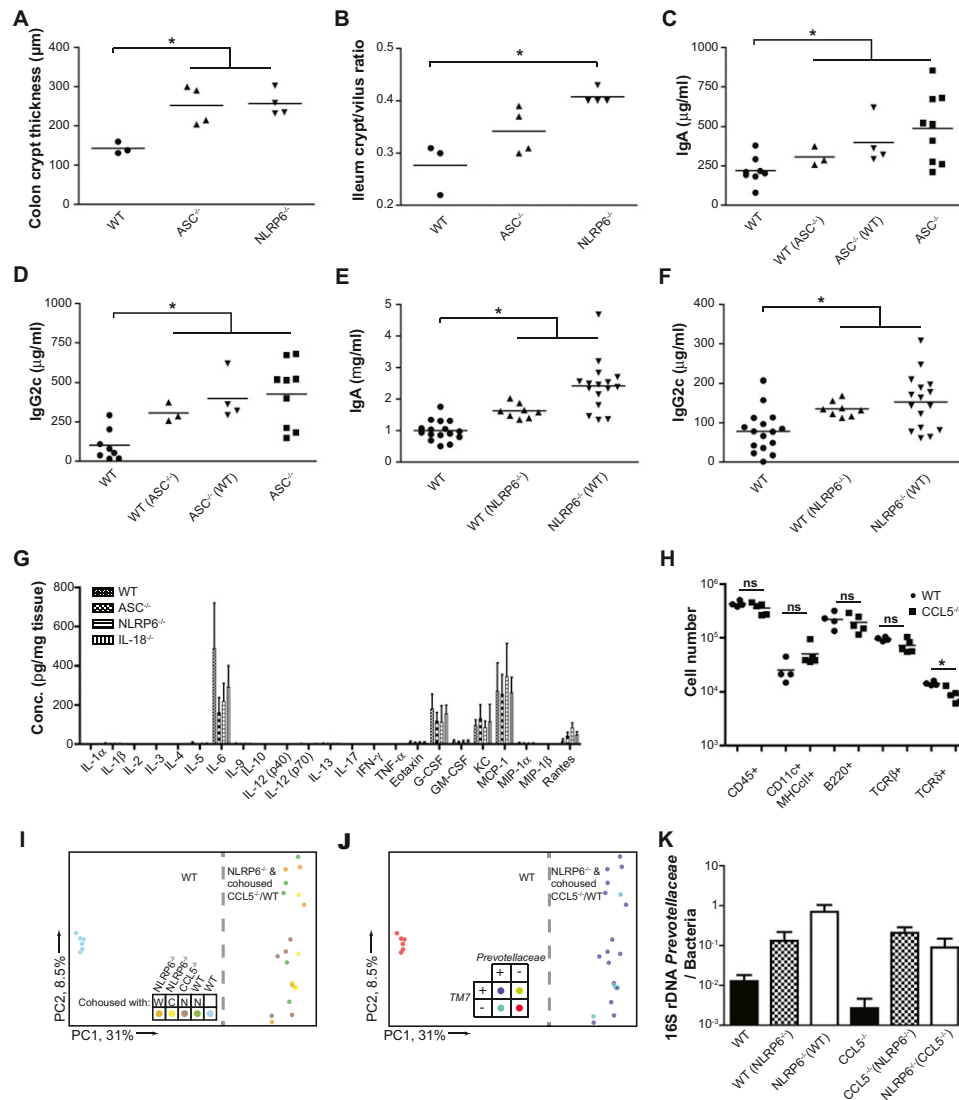 A
Colon crypt thickness (µm)
400
300
200
100
0
*
WT
ASC-/-
NLRP6-/-
B
Ileum crypt/vilus ratio
0.5
0.4
0.3
0.2
*
WT
ASC-/-
NLRP6-/-
C
IgA (µg/ml)
1000
750
500
250
0
*
WT
WT (ASC-/-)
ASC-/- (WT)
ASC-/-
D
IgG2c (µg/ml)
1000
750
500
250
0
*
WT
WT (ASC-/-)
ASC-/- (WT)
ASC-/-
E
IgA (mg/ml)
5
4
3
2
1
0
*
WT
WT (NLRP6-/-)
NLRP6-/- (WT)
F
IgG2c (µg/ml)
400
300
200
100
0
*
WT
WT (NLRP6-/-)
NLRP6-/- (WT)
G
Conc. (pg/mg tissue)
800
600
400
200
0
WT
ASC-/-
NLRP6-/-
IL-18-/-
IL-1α
IL-1β
IL-2
IL-3
IL-4
IL-5
IL-6
IL-9
IL-10
IL-12 (p40)
IL-12 (p70)
IL-13
IL-17
IFN-γ
TNF-α
Eotaxin
G-CSF
GM-CSF
KC
MCP-1
MIP-1α
MIP-1β
Rantes
H
Cell number
10^6
10^5
10^4
10^3
WT
CCL5-/-
ns
ns
ns
ns
*
CD45+
CD11c+
MHCcII+
B220+
TCRβ+
TCRδ+
I
PC2, 8.5%
PC1, 31%
WT
NLRP6-/- &
cohoused
CCL5-/-/WT
NLRP6-/-
NLRP6-/-
CCL5-/-
WT
WT
Cohoused with:
W C N N
J
PC2, 8.5%
PC1, 31%
WT
NLRP6-/- &
cohoused
CCL5-/-/WT
Prevotellaceae
+ -
TM7
+
-
K
16S rDNA Prevotellaceae
/ Bacteria
1
10^-1
10^-2
10^-3
WT
WT (NLRP6-/-)
NLRP6-/-(WT)
CCL5-/-
CCL5-/-(NLRP6-/-)
NLRP6-/-(CCL5-/-)